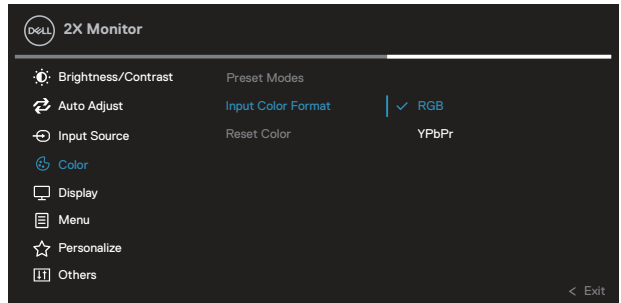 DELL 2X Monitor
Brightness/Contrast Preset Modes
Auto Adjust Input Color Format ✓ RGB
Input Source Reset Color YPbPr
Color
Display
Menu
Personalize
Others
< Exit